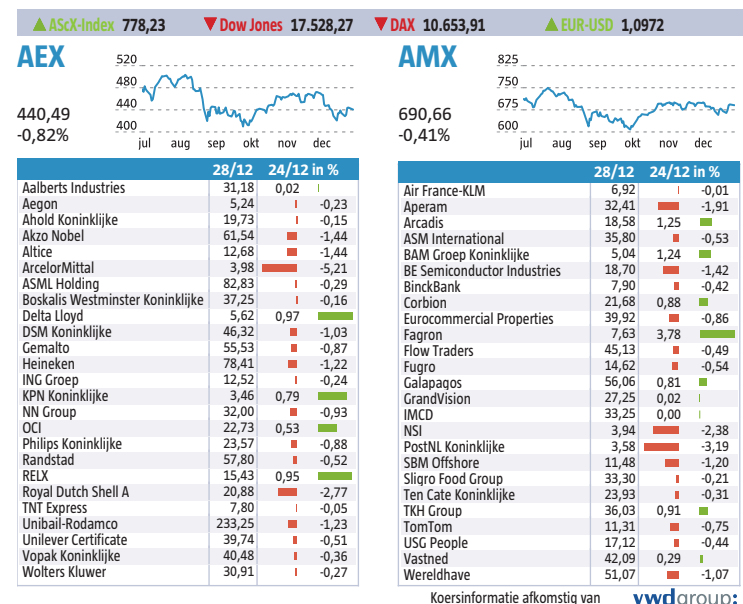 AScX-Index 778,23 Dow Jones 17.528,27 DAX 10.653,91 EUR-USD 1,0972
AEX
440,49
-0,82%
520
480
440
400
jul aug sep okt nov dec
28/12 24/12 in %
Aalberts Industries 31,18 0,02
Aegon 5,24 -0,23
Ahold Koninklijke 19,73 -0,15
Akzo Nobel 61,54 -1,44
Altice 12,68 -1,44
ArcelorMittal 3,98 -5,21
ASML Holding 82,83 -0,29
Boskalis Westminster Koninklijke 37,25 -0,16
Delta Lloyd 5,62 0,97
DSM Koninklijke 46,32 -1,03
Gemalto 55,53 -0,87
Heineken 78,41 -1,22
ING Groep 12,52 -0,24
KPN Koninklijke 3,46 0,79
NN Group 32,00 -0,93
OCI 22,73 0,53
Philips Koninklijke 23,57 -0,88
Randstad 57,80 -0,52
RELX 15,43 0,95
Royal Dutch Shell A 20,88 -2,77
TNT Express 7,80 -0,05
Unibail-Rodamco 233,25 -1,23
Unilever Certificate 39,74 -0,51
Vopak Koninklijke 40,48 -0,36
Wolters Kluwer 30,91 -0,27
AMX
690,66
-0,41%
825
750
675
600
jul aug sep okt nov dec
28/12 24/12 in %
Air France-KLM 6,92 -0,01
Aperam 32,41 -1,91
Arcadis 18,58 1,25
ASM International 35,80 -0,53
BAM Groep Koninklijke 5,04 1,24
BE Semiconductor Industries 18,70 -1,42
BinckBank 7,90 -0,42
Corbion 21,68 0,88
Eurocommercial Properties 39,92 -0,86
Fagron 7,63 3,78
Flow Traders 45,13 -0,49
Fugro 14,62 -0,54
Galapagos 56,06 0,81
GrandVision 27,25 0,02
IMCD 33,25 0,00
NSI 3,94 -2,38
PostNL Koninklijke 3,58 -3,19
SBM Offshore 11,48 -1,20
Sligro Food Group 33,30 -0,21
Ten Cate Koninklijke 23,93 -0,31
TKH Group 36,03 0,91
TomTom 11,31 -0,75
USG People 17,12 -0,44
Vastned 42,09 0,29
Wereldhave 51,07 -1,07
Koersinformatie afkomstig van vwdgroup: